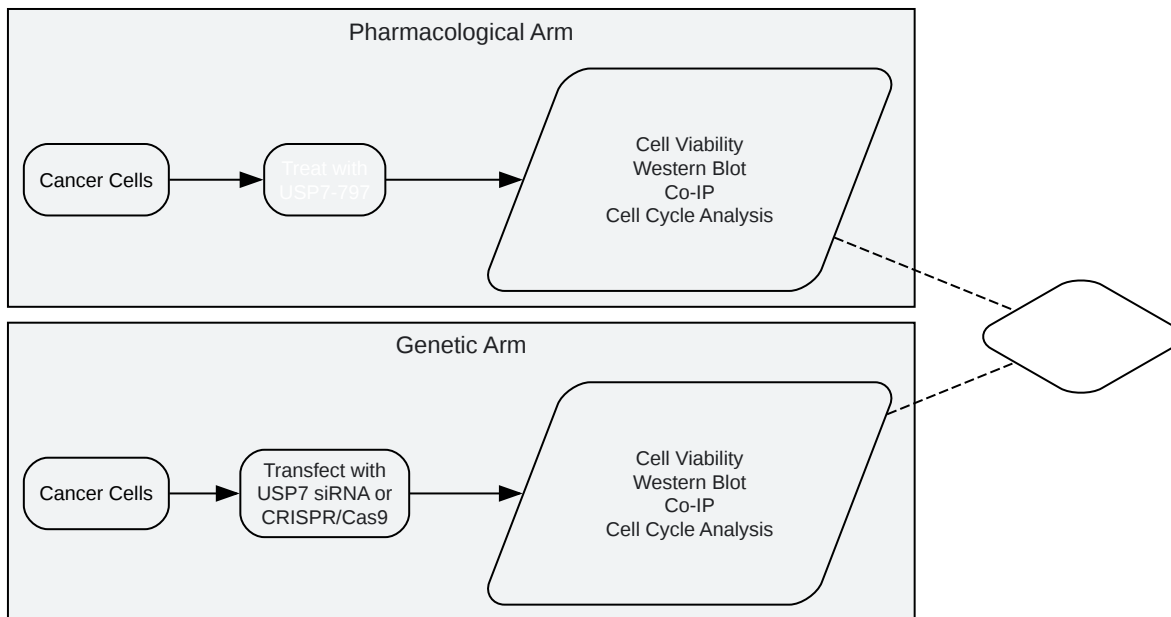 Pharmacological Arm
Cancer Cells
Treat with
USP7-797
Cell Viability
Western Blot
Co-IP
Cell Cycle Analysis
Genetic Arm
Cancer Cells
Transfect with
USP7 siRNA or
CRISPR/Cas9
Cell Viability
Western Blot
Co-IP
Cell Cycle Analysis